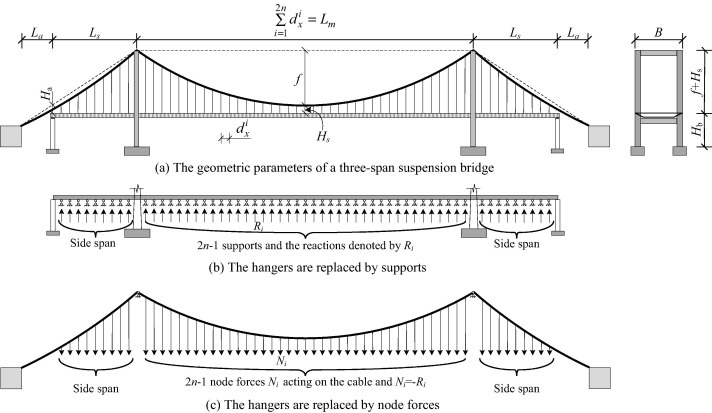 2n
∑ d_x^i = L_m
i=1
L_a L_s L_s L_a B
f
f+H_s
H_a
H_b
d_x^i
H_s
(a) The geometric parameters of a three-span suspension bridge
R_i
Side span
Side span
2n-1 supports and the reactions denoted by R_i
(b) The hangers are replaced by supports
N_i
Side span
Side span
2n-1 node forces N_i acting on the cable and N_i=-R_i
(c) The hangers are replaced by node forces